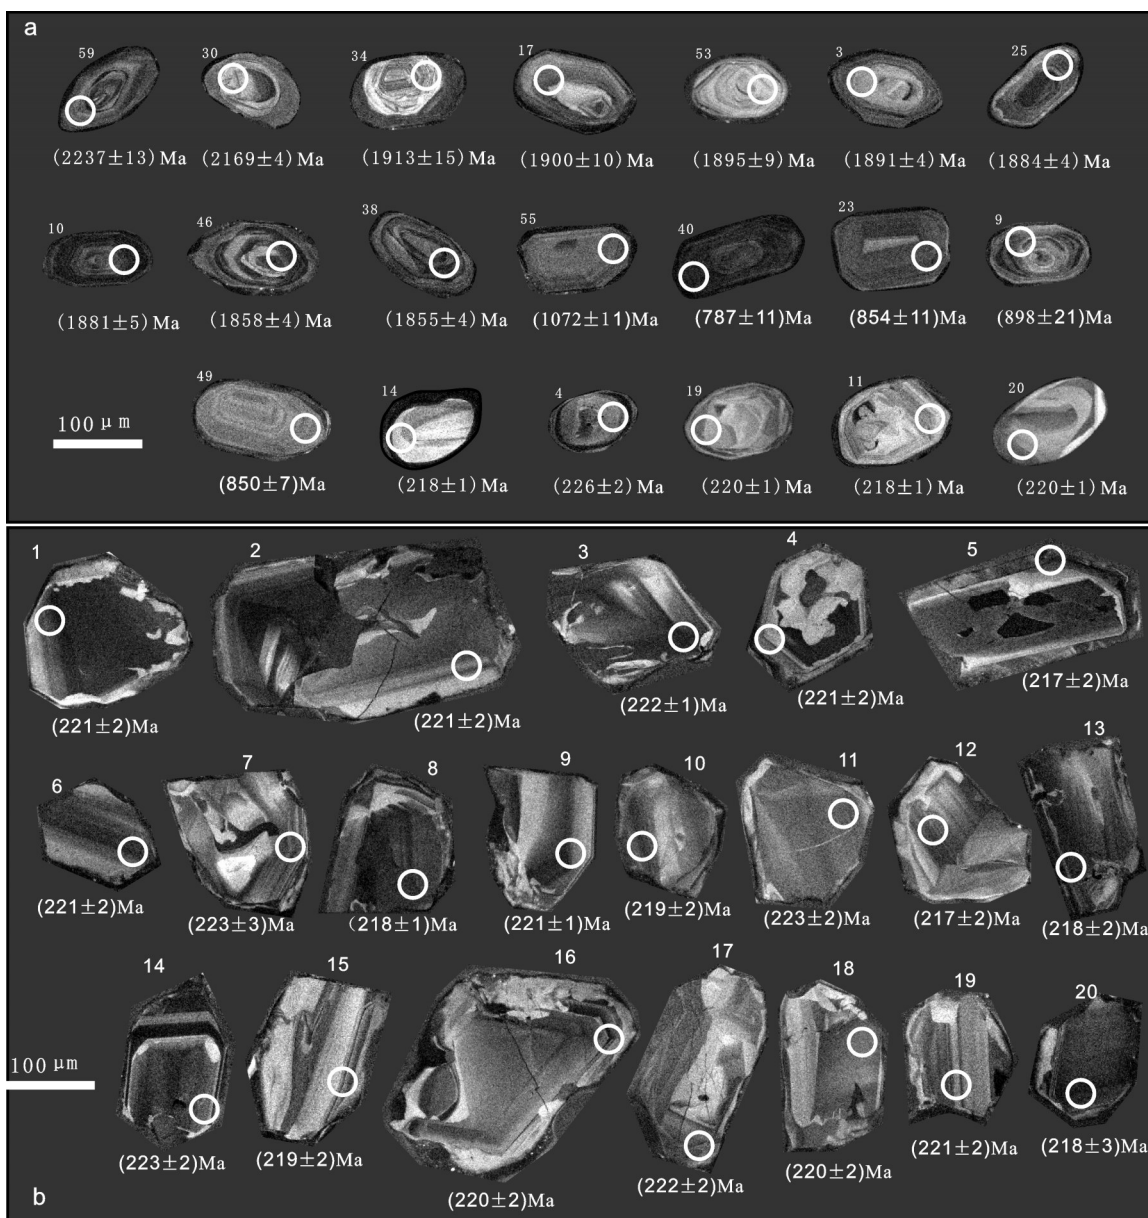 a
59 30 34 17 53 3 25
(2237±13) Ma (2169±4) Ma (1913±15) Ma (1900±10) Ma (1895±9) Ma (1891±4) Ma (1884±4) Ma
10 46 38 55 40 23 9
(1881±5) Ma (1858±4) Ma (1855±4) Ma (1072±11) Ma (787±11)Ma (854±11)Ma (898±21)Ma
49 14 4 19 11 20
100 μm
(850±7)Ma (218±1) Ma (226±2) Ma (220±1) Ma (218±1) Ma (220±1) Ma
1 2 3 4 5
(221±2)Ma (221±2)Ma (222±1)Ma (221±2)Ma (217±2)Ma
6 7 8 9 10 11 12 13
(221±2)Ma (223±3)Ma (218±1)Ma (221±1)Ma (219±2)Ma (223±2)Ma (217±2)Ma (218±2)Ma
14 15 16 17 18 19 20
100 μm
(223±2)Ma (219±2)Ma (220±2)Ma (222±2)Ma (220±2)Ma (221±2)Ma (218±3)Ma
b